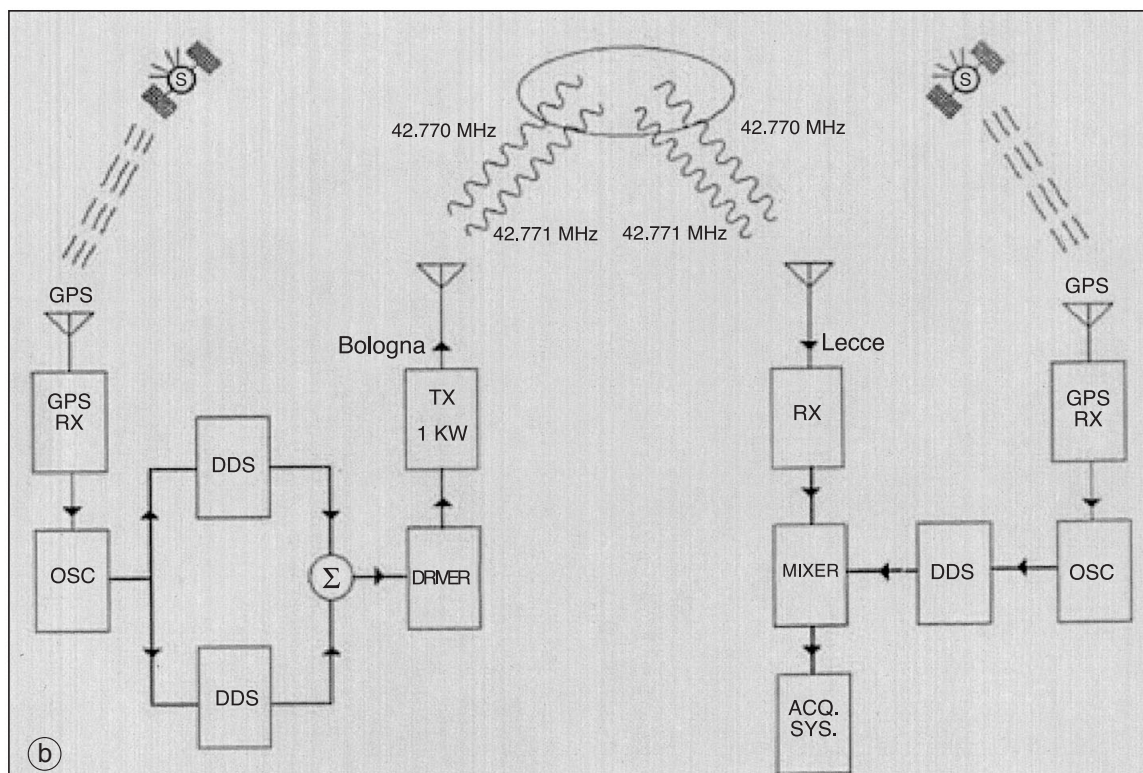 S
S
42.770 MHz
42.770 MHz
42.771 MHz
42.771 MHz
GPS
GPS
Bologna
Lecce
GPS
RX
TX
1 KW
RX
GPS
RX
DDS
OSC
Σ
DRIVER
MIXER
DDS
OSC
DDS
ACQ.
SYS.
b